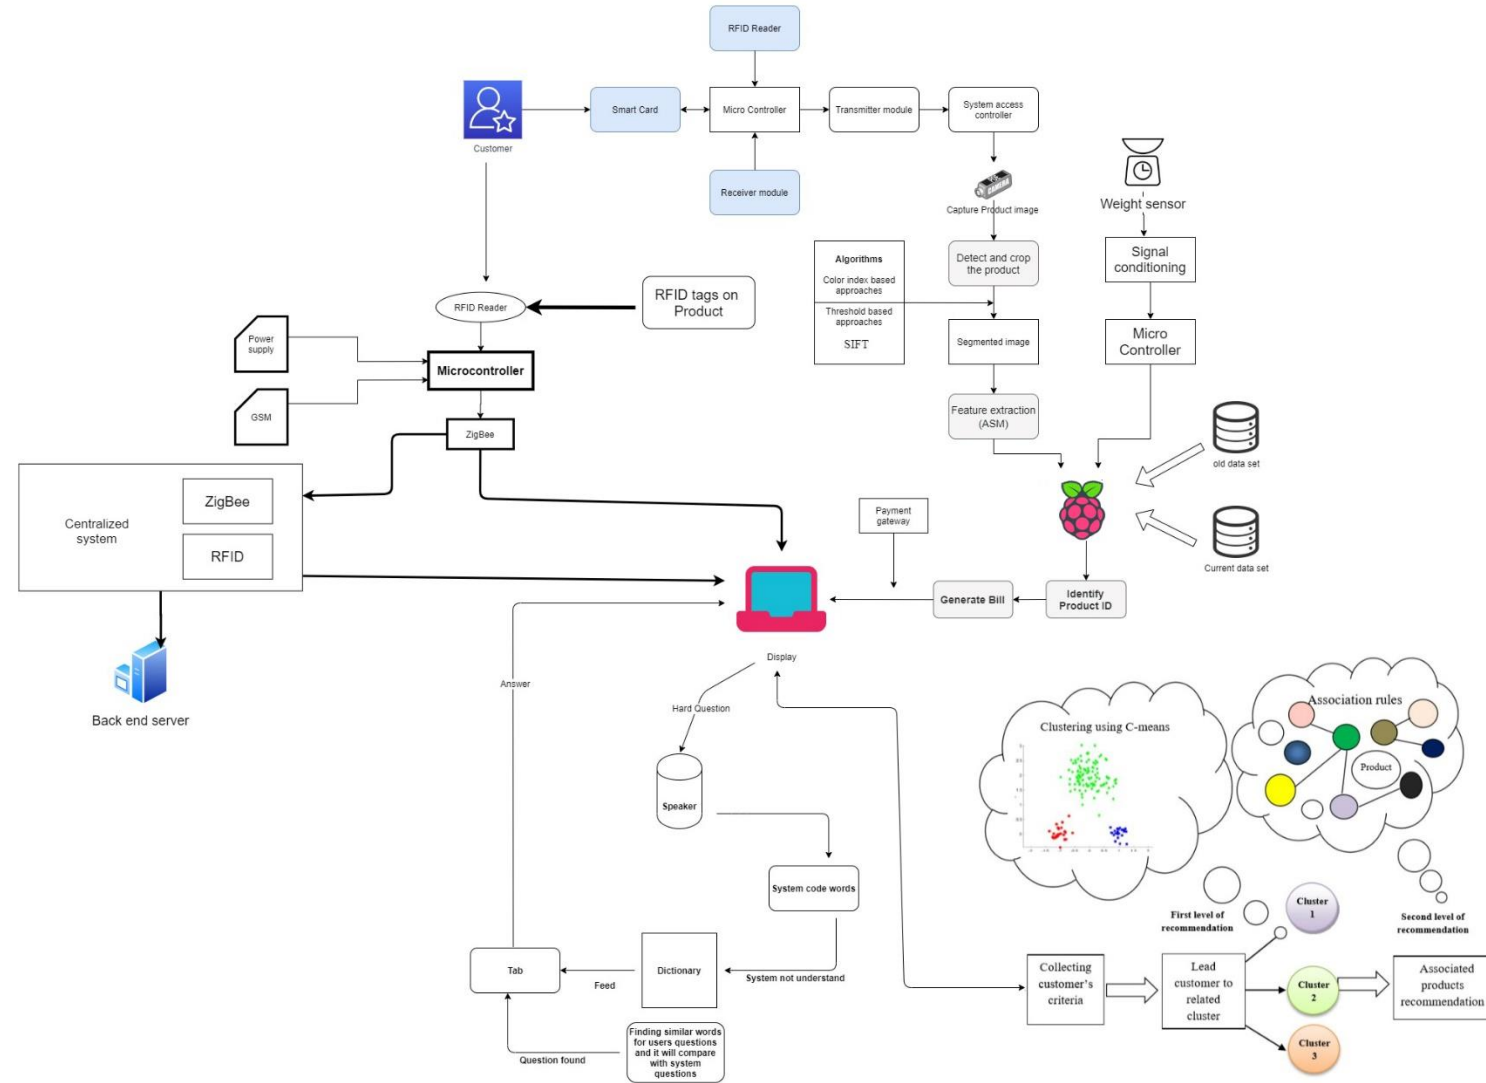 RFID Reader
Smart Card
Micro Controller
Transmitter module
System access
controller
Customer
Receiver module
CAMERA
Capture Product image
Weight sensor
Algorithms
Color index based
approaches
Threshold based
approaches
SIFT
Detect and crop
the product
Signal
conditioning
RFID tags on
Product
RFID Reader
Power
supply
Microcontroller
Segmented image
Micro
Controller
GSM
ZigBee
Feature extraction
(ASM)
old data set
Centralized
system
ZigBee
RFID
Payment
gateway
Current data set
Generate Bill
Identify
Product ID
Display
Answer
Hard Question
Back end server
Speaker
Clustering using C-means
Association rules
Product
System code words
First level of
recommendation
Cluster
1
Second level of
recommendation
Tab
Feed
Dictionary
System not understand
Collecting
customer's
criteria
Lead
customer to
related
cluster
Cluster
2
Associated
products
recommendation
Question found
Finding similar words
for users questions
and it will compare
with system
questions
Cluster
3